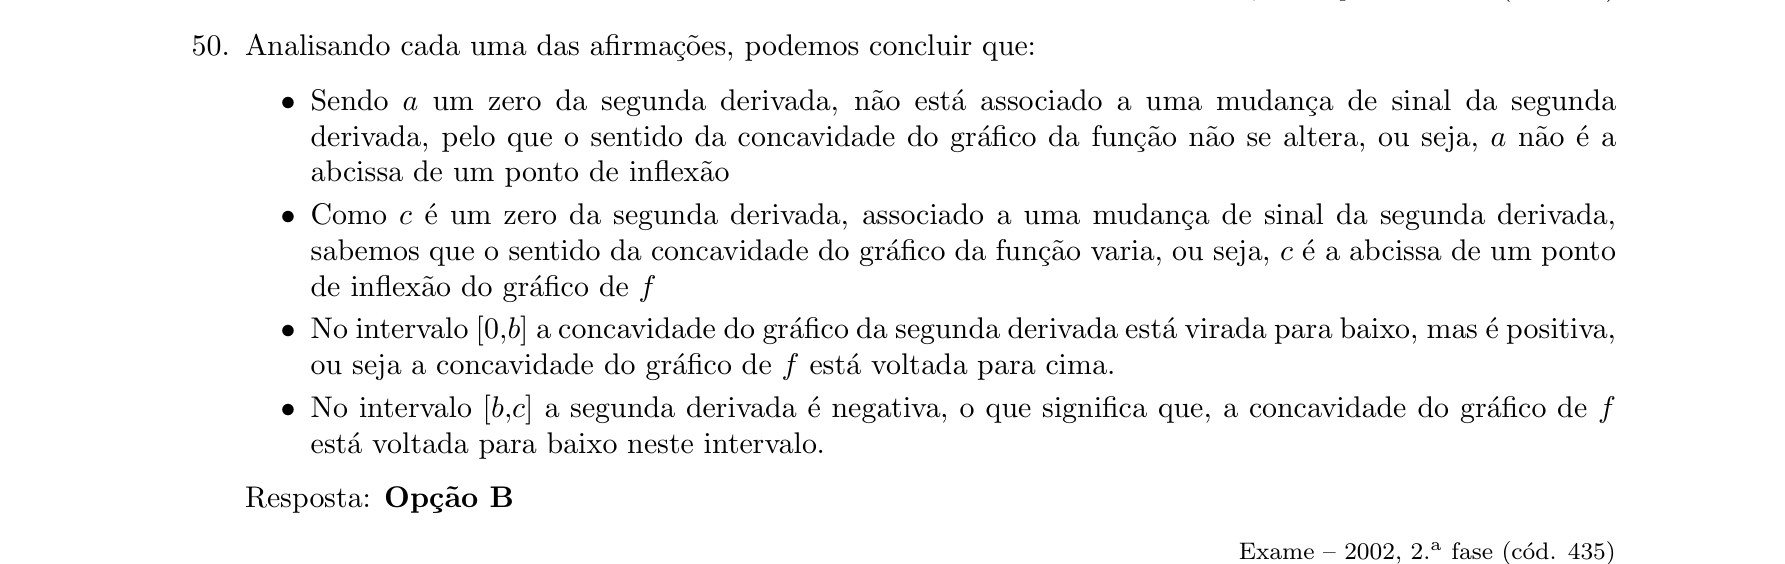 50. Analisando cada uma das afirmações, podemos concluir que:
• Sendo a um zero da segunda derivada, não está associado a uma mudança de sinal da segunda
derivada, pelo que o sentido da concavidade do gráfico da função não se altera, ou seja, a não é a
abcissa de um ponto de inflexão
• Como c é um zero da segunda derivada, associado a uma mudança de sinal da segunda derivada,
sabemos que o sentido da concavidade do gráfico da função varia, ou seja, c é a abcissa de um ponto
de inflexão do gráfico de f
• No intervalo [0,b] a concavidade do gráfico da segunda derivada está virada para baixo, mas é positiva,
ou seja a concavidade do gráfico de f está voltada para cima.
• No intervalo [b,c] a segunda derivada é negativa, o que significa que, a concavidade do gráfico de f
está voltada para baixo neste intervalo.
Resposta: Opção B
Exame – 2002, 2.ª fase (cód. 435)